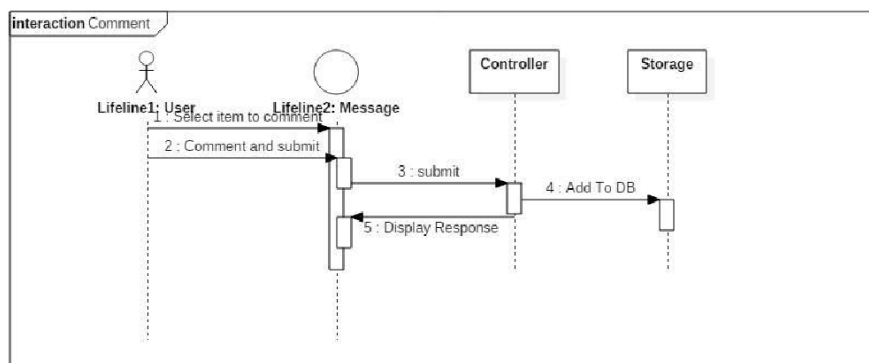 interaction Comment
Controller
Storage
Lifeline1: User
Lifeline2: Message
1 : Select item to comment
2 : Comment and submit
3 : submit
4 : Add To DB
5 : Display Response